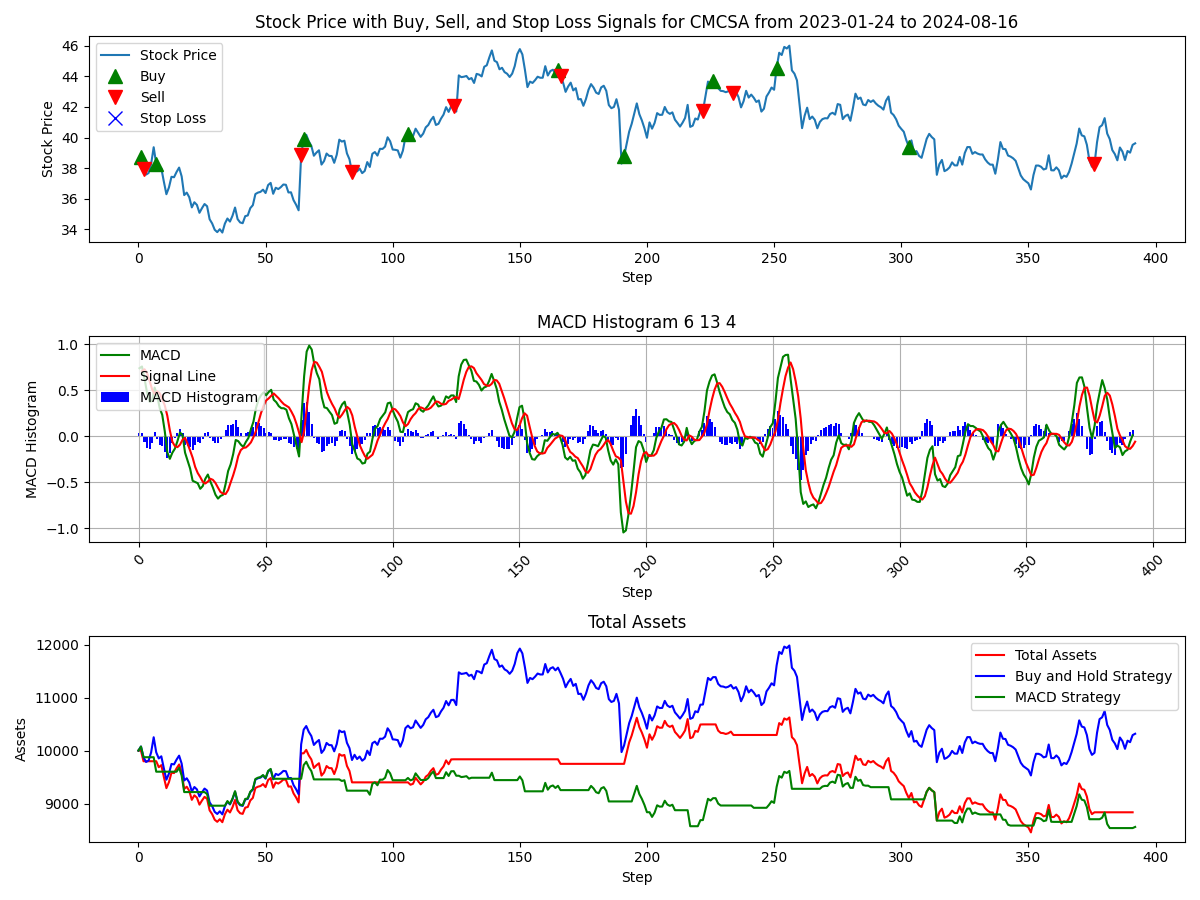 Stock Price with Buy, Sell, and Stop Loss Signals for CMCSA from 2023-01-24 to 2024-08-16
46
44
42
40
38
36
34
Stock Price
Stock Price
Buy
Sell
Stop Loss
0 50 100 150 200 250 300 350 400
Step
MACD Histogram 6 13 4
1.0
0.5
0.0
−0.5
−1.0
MACD Histogram
MACD
Signal Line
MACD Histogram
0 50 100 150 200 250 300 350 400
Step
Total Assets
12000
11000
10000
9000
Assets
Total Assets
Buy and Hold Strategy
MACD Strategy
0 50 100 150 200 250 300 350 400
Step